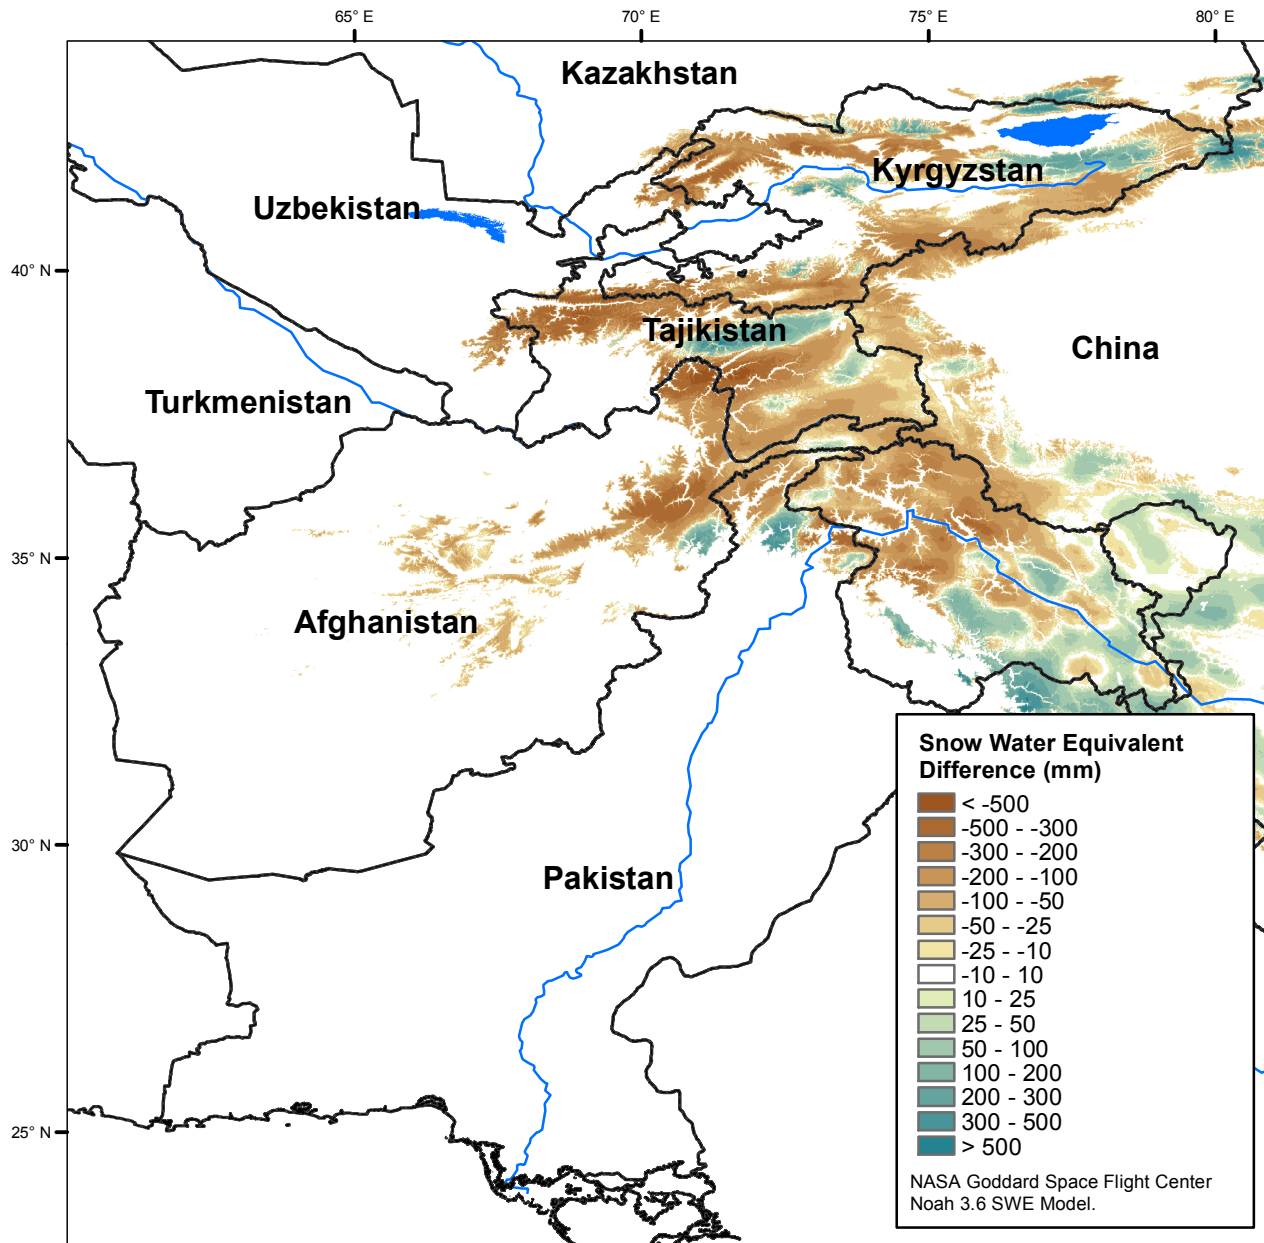 65° E
70° E
75° E
80° E
Kazakhstan
Kyrgyzstan
Uzbekistan
40° N
Tajikistan
China
Turkmenistan
35° N
Afghanistan
Snow Water Equivalent
Difference (mm)
< -500
-500 - -300
-300 - -200
-200 - -100
-100 - -50
-50 - -25
-25 - -10
-10 - 10
10 - 25
25 - 50
50 - 100
100 - 200
200 - 300
300 - 500
> 500
NASA Goddard Space Flight Center
Noah 3.6 SWE Model.
30° N
Pakistan
25° N